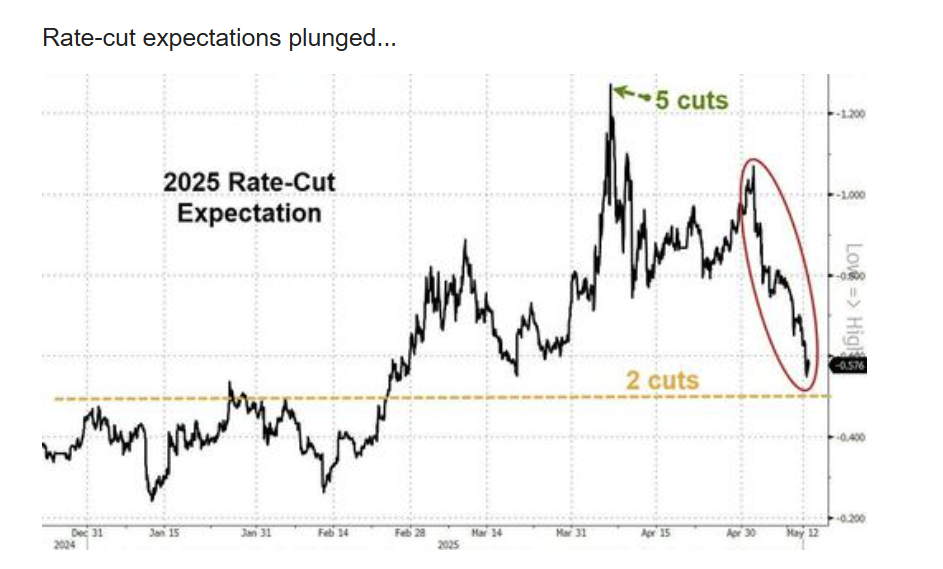 Rate-cut expectations plunged...
5 cuts
-1.200
2025 Rate-Cut
Expectation
-1.000
Low = > High
2 cuts
-0.576
-0.400
-0.200
Dec 31
Jan 15
Jan 31
Feb 14
Feb 28
Mar 14
Mar 31
Apr 15
Apr 30
May 12
2024
2025